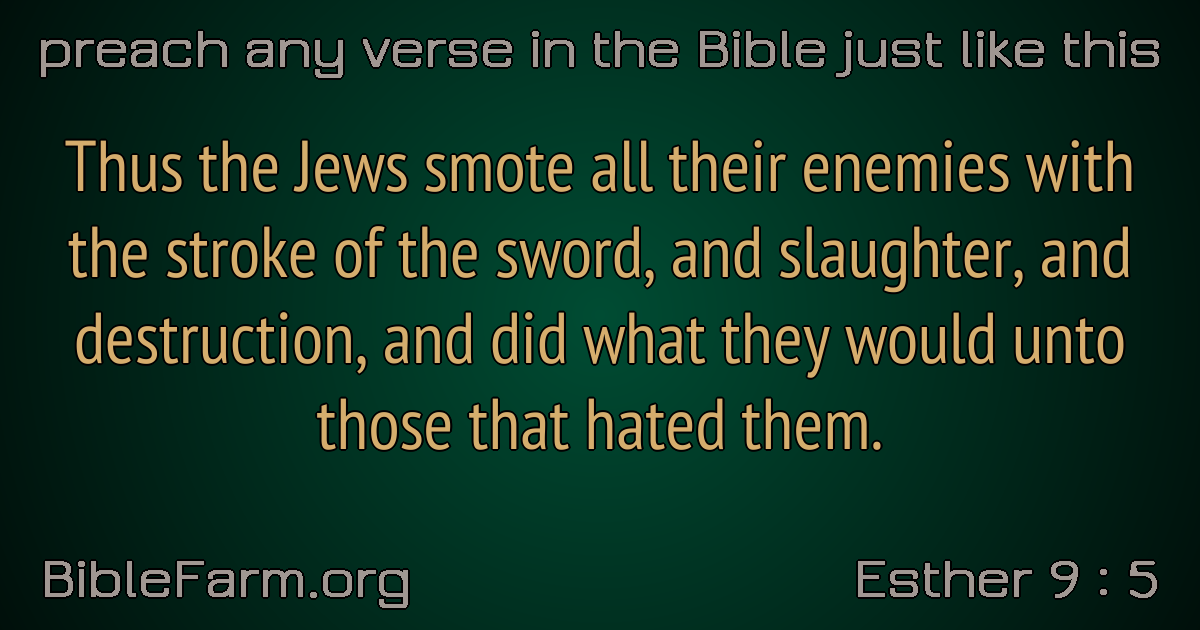 preach any verse in the Bible just like this
Thus the Jews smote all their enemies with
the stroke of the sword, and slaughter, and
destruction, and did what they would unto
those that hated them.
BibleFarm.org
Esther 9 : 5